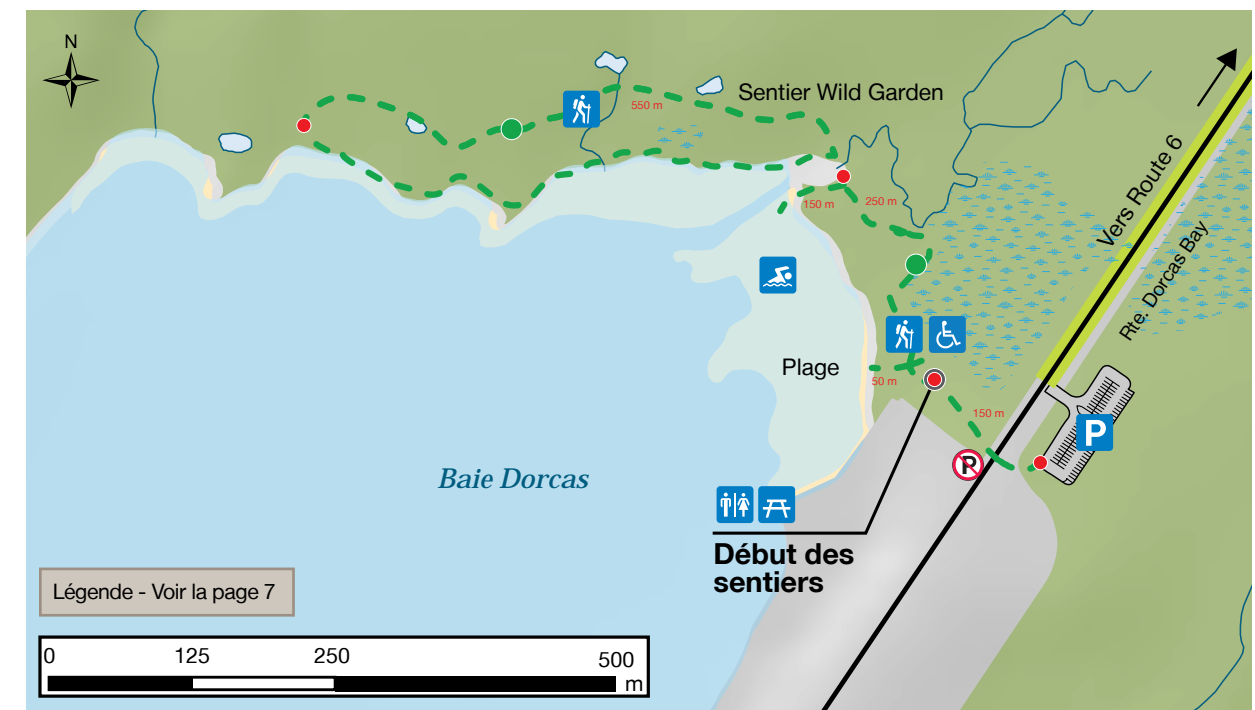 N
550 m
Sentier Wild Garden
150 m
250 m
Vers Route 6
Rte. Dorcas Bay
Plage
50 m
150 m
P
P
Baie Dorcas
Début des
sentiers
Légende - Voir la page 7
0 125 250 500
m